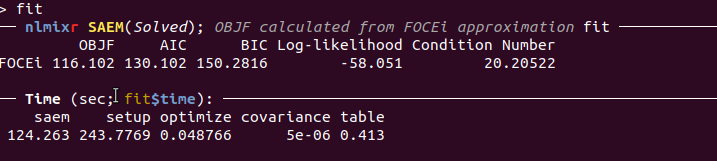 > fit
── nlmixr SAEM(Solved); OBJF calculated from FOCEi approximation fit ──
OBJF AIC BIC Log-likelihood Condition Number
FOCEi 116.102 130.102 150.2816 -58.051 20.20522
── Time (sec; fit$time): ──
saem setup optimize covariance table
124.263 243.7769 0.048766 5e-06 0.413